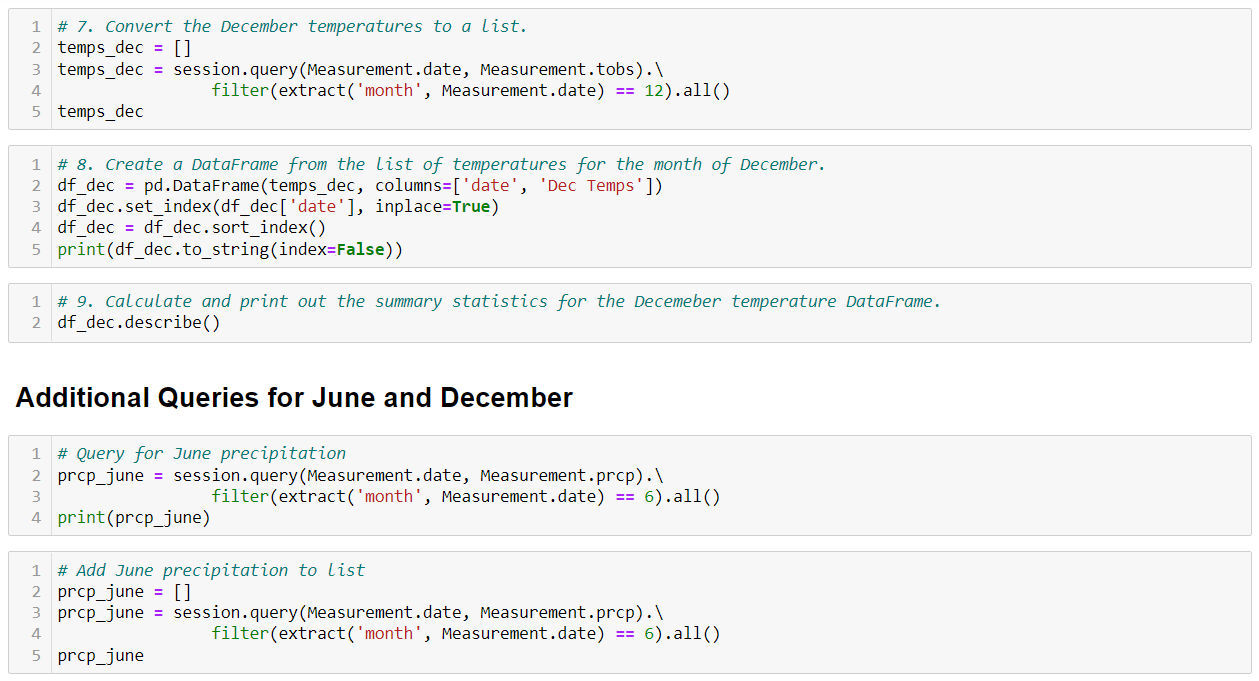 1 # 7. Convert the December temperatures to a list.
2 temps_dec = []
3 temps_dec = session.query(Measurement.date, Measurement.tobs).\
4                 filter(extract('month', Measurement.date) == 12).all()
5 temps_dec
1 # 8. Create a DataFrame from the list of temperatures for the month of December.
2 df_dec = pd.DataFrame(temps_dec, columns=['date', 'Dec Temps'])
3 df_dec.set_index(df_dec['date'], inplace=True)
4 df_dec = df_dec.sort_index()
5 print(df_dec.to_string(index=False))
1 # 9. Calculate and print out the summary statistics for the Decemeber temperature DataFrame.
2 df_dec.describe()
Additional Queries for June and December
1 # Query for June precipitation
2 prcp_june = session.query(Measurement.date, Measurement.prcp).\
3                 filter(extract('month', Measurement.date) == 6).all()
4 print(prcp_june)
1 # Add June precipitation to list
2 prcp_june = []
3 prcp_june = session.query(Measurement.date, Measurement.prcp).\
4                 filter(extract('month', Measurement.date) == 6).all()
5 prcp_june